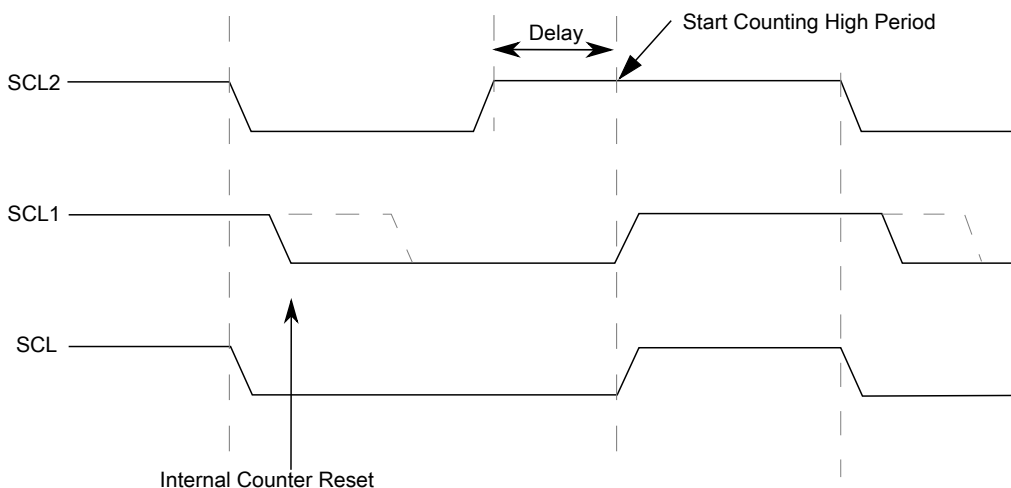 Start Counting High Period
Delay
SCL2
SCL1
SCL
Internal Counter Reset